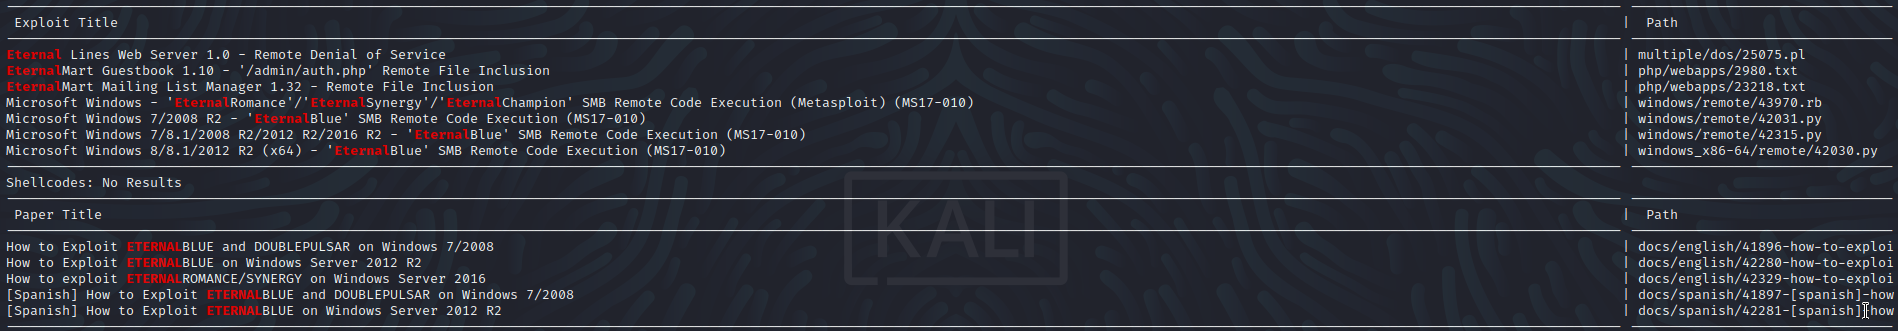 Exploit Title | Path
Eternal Lines Web Server 1.0 - Remote Denial of Service | multiple/dos/25075.pl
EternalMart Guestbook 1.10 - '/admin/auth.php' Remote File Inclusion | php/webapps/2980.txt
EternalMart Mailing List Manager 1.32 - Remote File Inclusion | php/webapps/23218.txt
Microsoft Windows - 'EternalRomance'/'EternalSynergy'/'EternalChampion' SMB Remote Code Execution (Metasploit) (MS17-010) | windows/remote/43970.rb
Microsoft Windows 7/2008 R2 - 'EternalBlue' SMB Remote Code Execution (MS17-010) | windows/remote/42031.py
Microsoft Windows 7/8.1/2008 R2/2012 R2/2016 R2 - 'EternalBlue' SMB Remote Code Execution (MS17-010) | windows/remote/42315.py
Microsoft Windows 8/8.1/2012 R2 (x64) - 'EternalBlue' SMB Remote Code Execution (MS17-010) | windows_x86-64/remote/42030.py
Shellcodes: No Results
Paper Title | Path
How to Exploit ETERNALBLUE and DOUBLEPULSAR on Windows 7/2008 | docs/english/41896-how-to-exploi
How to Exploit ETERNALBLUE on Windows Server 2012 R2 | docs/english/42280-how-to-exploi
How to exploit ETERNALROMANCE/SYNERGY on Windows Server 2016 | docs/english/42329-how-to-exploi
[Spanish] How to Exploit ETERNALBLUE and DOUBLEPULSAR on Windows 7/2008 | docs/spanish/41897-[spanish]-how
[Spanish] How to Exploit ETERNALBLUE on Windows Server 2012 R2 | docs/spanish/42281-[spanish]-how
KALI